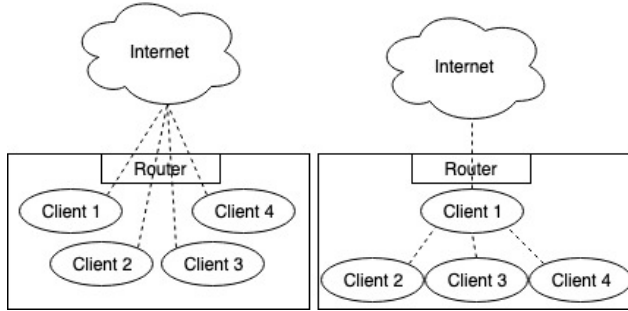 Internet
Router
Client 1
Client 4
Client 2
Client 3
Internet
Router
Client 1
Client 2
Client 3
Client 4